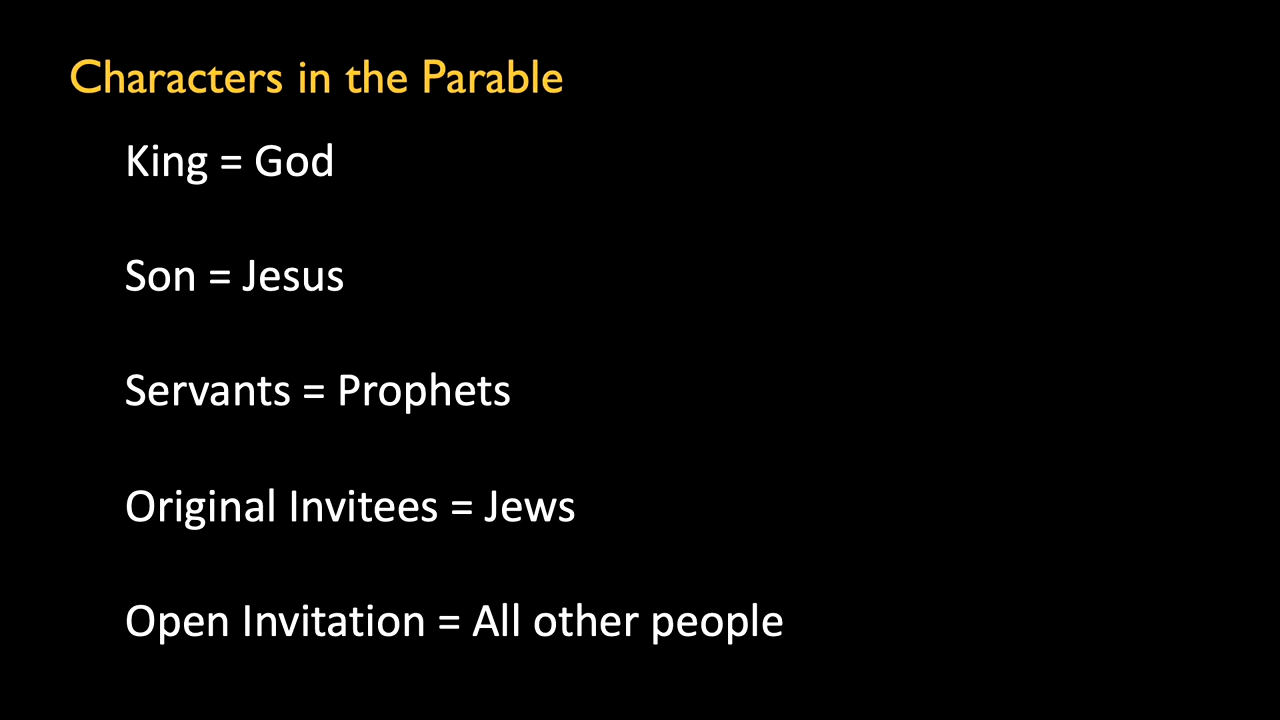 Characters in the Parable
King = God
Son = Jesus
Servants = Prophets
Original Invitees = Jews
Open Invitation = All other people